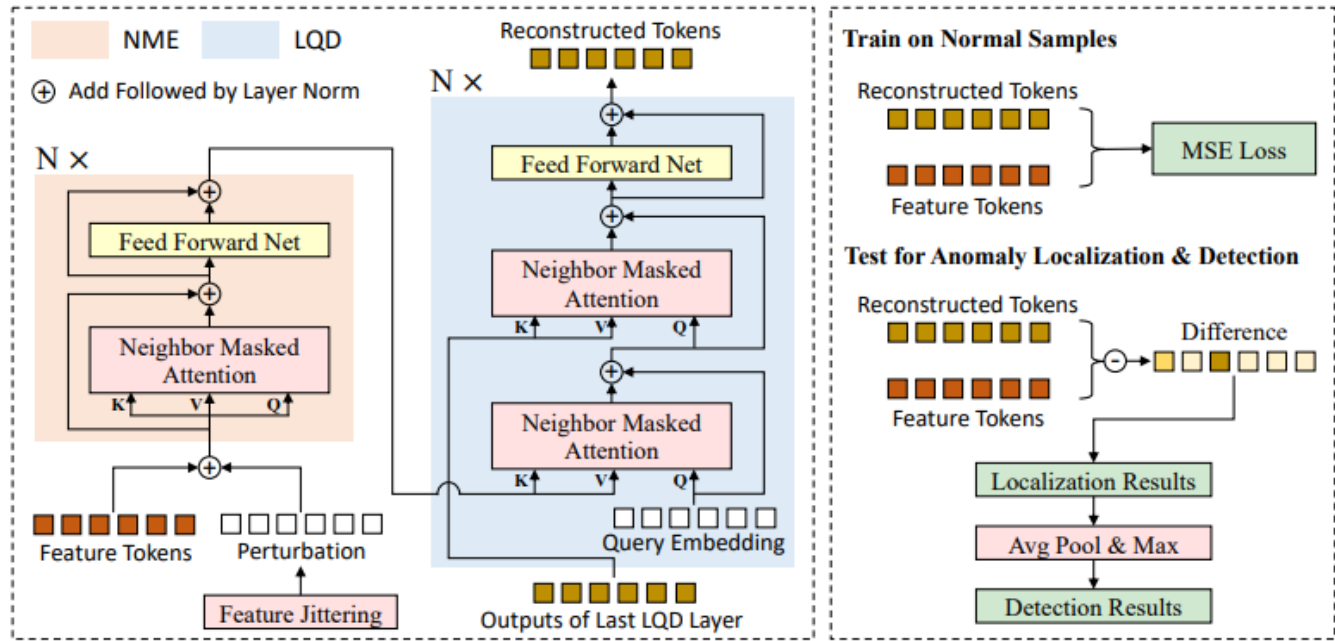 NME
LQD
Add Followed by Layer Norm
N ×
Feed Forward Net
Neighbor Masked
Attention
K
V
Q
Feature Tokens
Perturbation
Feature Jittering
Reconstructed Tokens
N ×
Feed Forward Net
Neighbor Masked
Attention
K
V
Q
Neighbor Masked
Attention
K
V
Q
Query Embedding
Outputs of Last LQD Layer
Train on Normal Samples
Reconstructed Tokens
MSE Loss
Feature Tokens
Test for Anomaly Localization & Detection
Reconstructed Tokens
Difference
Feature Tokens
Localization Results
Avg Pool & Max
Detection Results